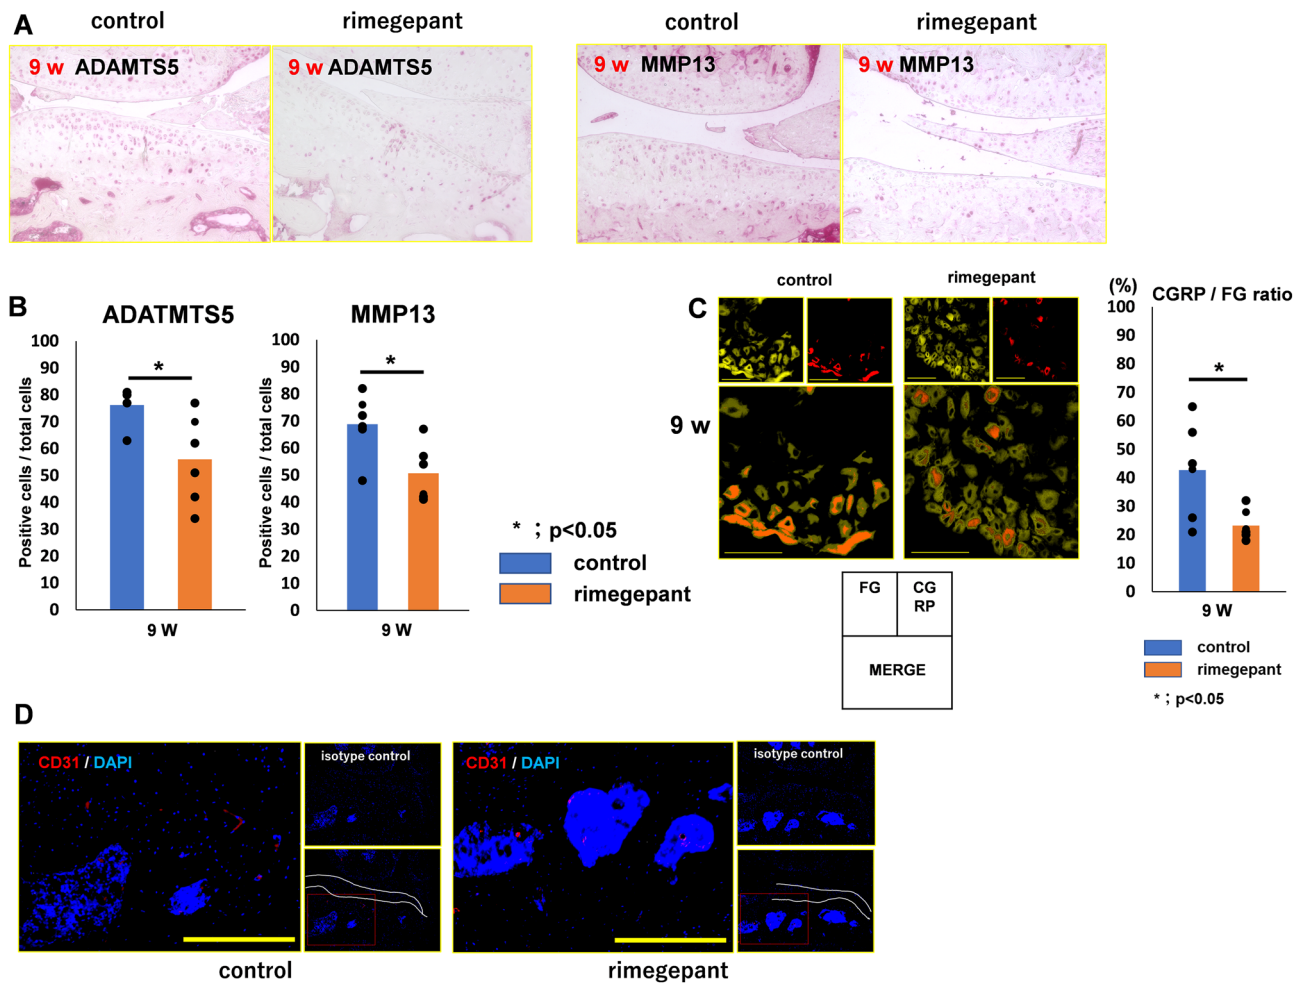 A
control
rimegepant
control
rimegepant
9 w ADAMTS5
9 w ADAMTS5
9 w MMP13
9 w MMP13
B
ADATMTS5
MMP13
Positive cells / total cells
100
90
80
70
60
50
40
30
20
10
0
*
9 W
Positive cells / total cells
100
90
80
70
60
50
40
30
20
10
0
*
9 W
* ; p<0.05
control
rimegepant
C
control
rimegepant
9 w
FG
CG
RP
MERGE
(%)
CGRP / FG ratio
100
90
80
70
60
50
40
30
20
10
0
*
9 W
control
rimegepant
* ; p<0.05
D
CD31 / DAPI
isotype control
CD31 / DAPI
isotype control
control
rimegepant